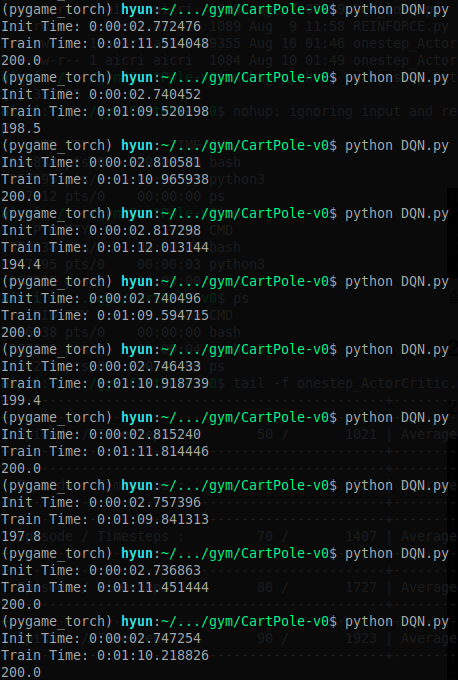 (pygame_torch) hyun:~/.../gym/CartPole-v0$ python DQN.py
Init Time: 0:00:02.772476
Train Time: 0:01:11.514048
200.0
(pygame_torch) hyun:~/.../gym/CartPole-v0$ python DQN.py
Init Time: 0:00:02.740452
Train Time: 0:01:09.520198
198.5
(pygame_torch) hyun:~/.../gym/CartPole-v0$ python DQN.py
Init Time: 0:00:02.810581
Train Time: 0:01:10.965938
200.0
(pygame_torch) hyun:~/.../gym/CartPole-v0$ python DQN.py
Init Time: 0:00:02.817298
Train Time: 0:01:12.013144
194.4
(pygame_torch) hyun:~/.../gym/CartPole-v0$ python DQN.py
Init Time: 0:00:02.740496
Train Time: 0:01:09.594715
200.0
(pygame_torch) hyun:~/.../gym/CartPole-v0$ python DQN.py
Init Time: 0:00:02.746433
Train Time: 0:01:10.918739
199.4
(pygame_torch) hyun:~/.../gym/CartPole-v0$ python DQN.py
Init Time: 0:00:02.815240
Train Time: 0:01:11.814446
200.0
(pygame_torch) hyun:~/.../gym/CartPole-v0$ python DQN.py
Init Time: 0:00:02.757396
Train Time: 0:01:09.841313
197.8
(pygame_torch) hyun:~/.../gym/CartPole-v0$ python DQN.py
Init Time: 0:00:02.736863
Train Time: 0:01:11.451444
200.0
(pygame_torch) hyun:~/.../gym/CartPole-v0$ python DQN.py
Init Time: 0:00:02.747254
Train Time: 0:01:10.218826
200.0